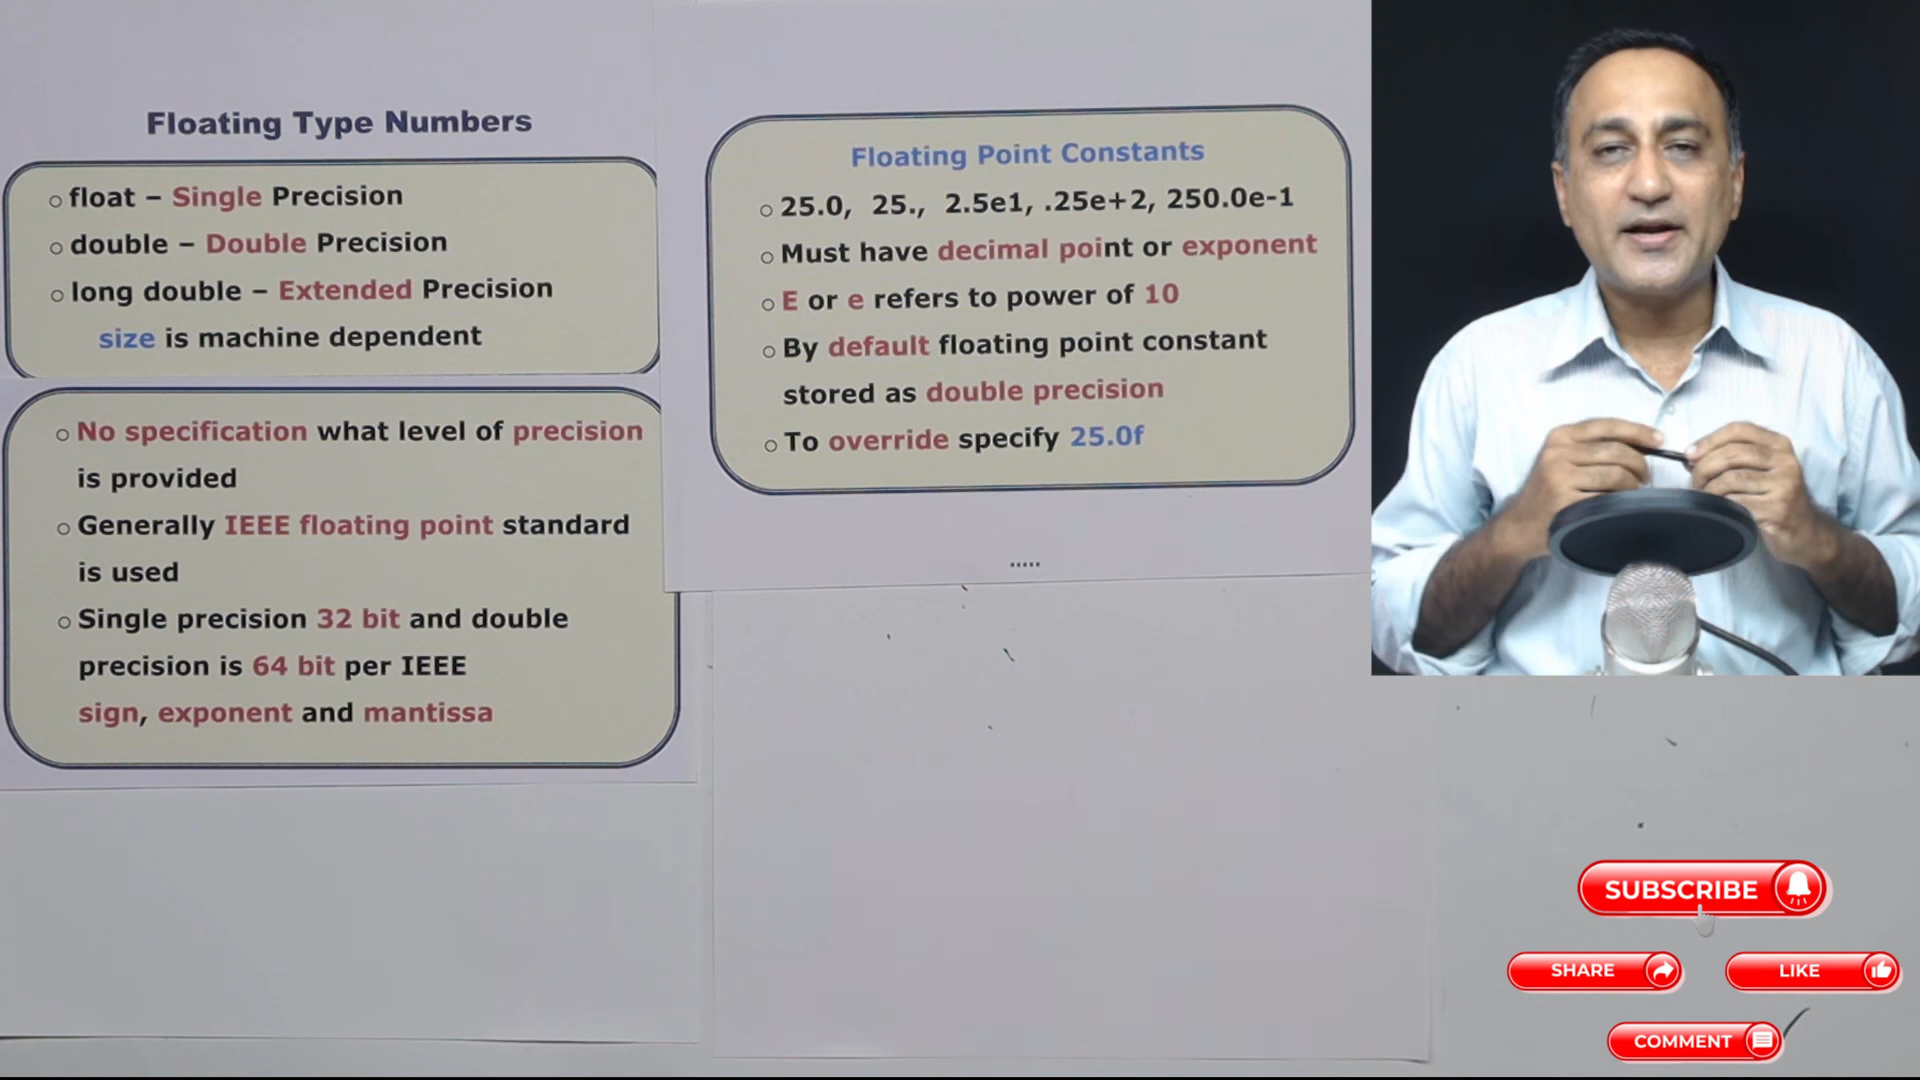 Floating Type Numbers
float – Single Precision
double – Double Precision
long double – Extended Precision
size is machine dependent
No specification what level of precision
is provided
Generally IEEE floating point standard
is used
Single precision 32 bit and double
precision is 64 bit per IEEE
sign, exponent and mantissa
Floating Point Constants
25.0, 25., 2.5e1, .25e+2, 250.0e-1
Must have decimal point or exponent
E or e refers to power of 10
By default floating point constant
stored as double precision
To override specify 25.0f
.....
SUBSCRIBE
SHARE
LIKE
COMMENT